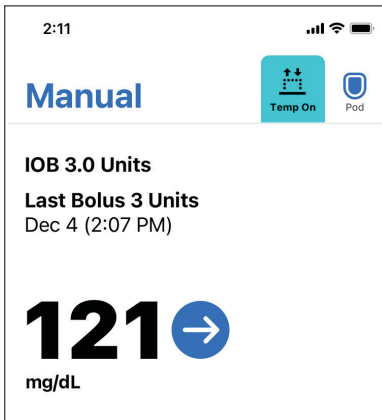 2:11
Manual
Temp On
Pod
IOB 3.0 Units
Last Bolus 3 Units
Dec 4 (2:07 PM)
121
mg/dL